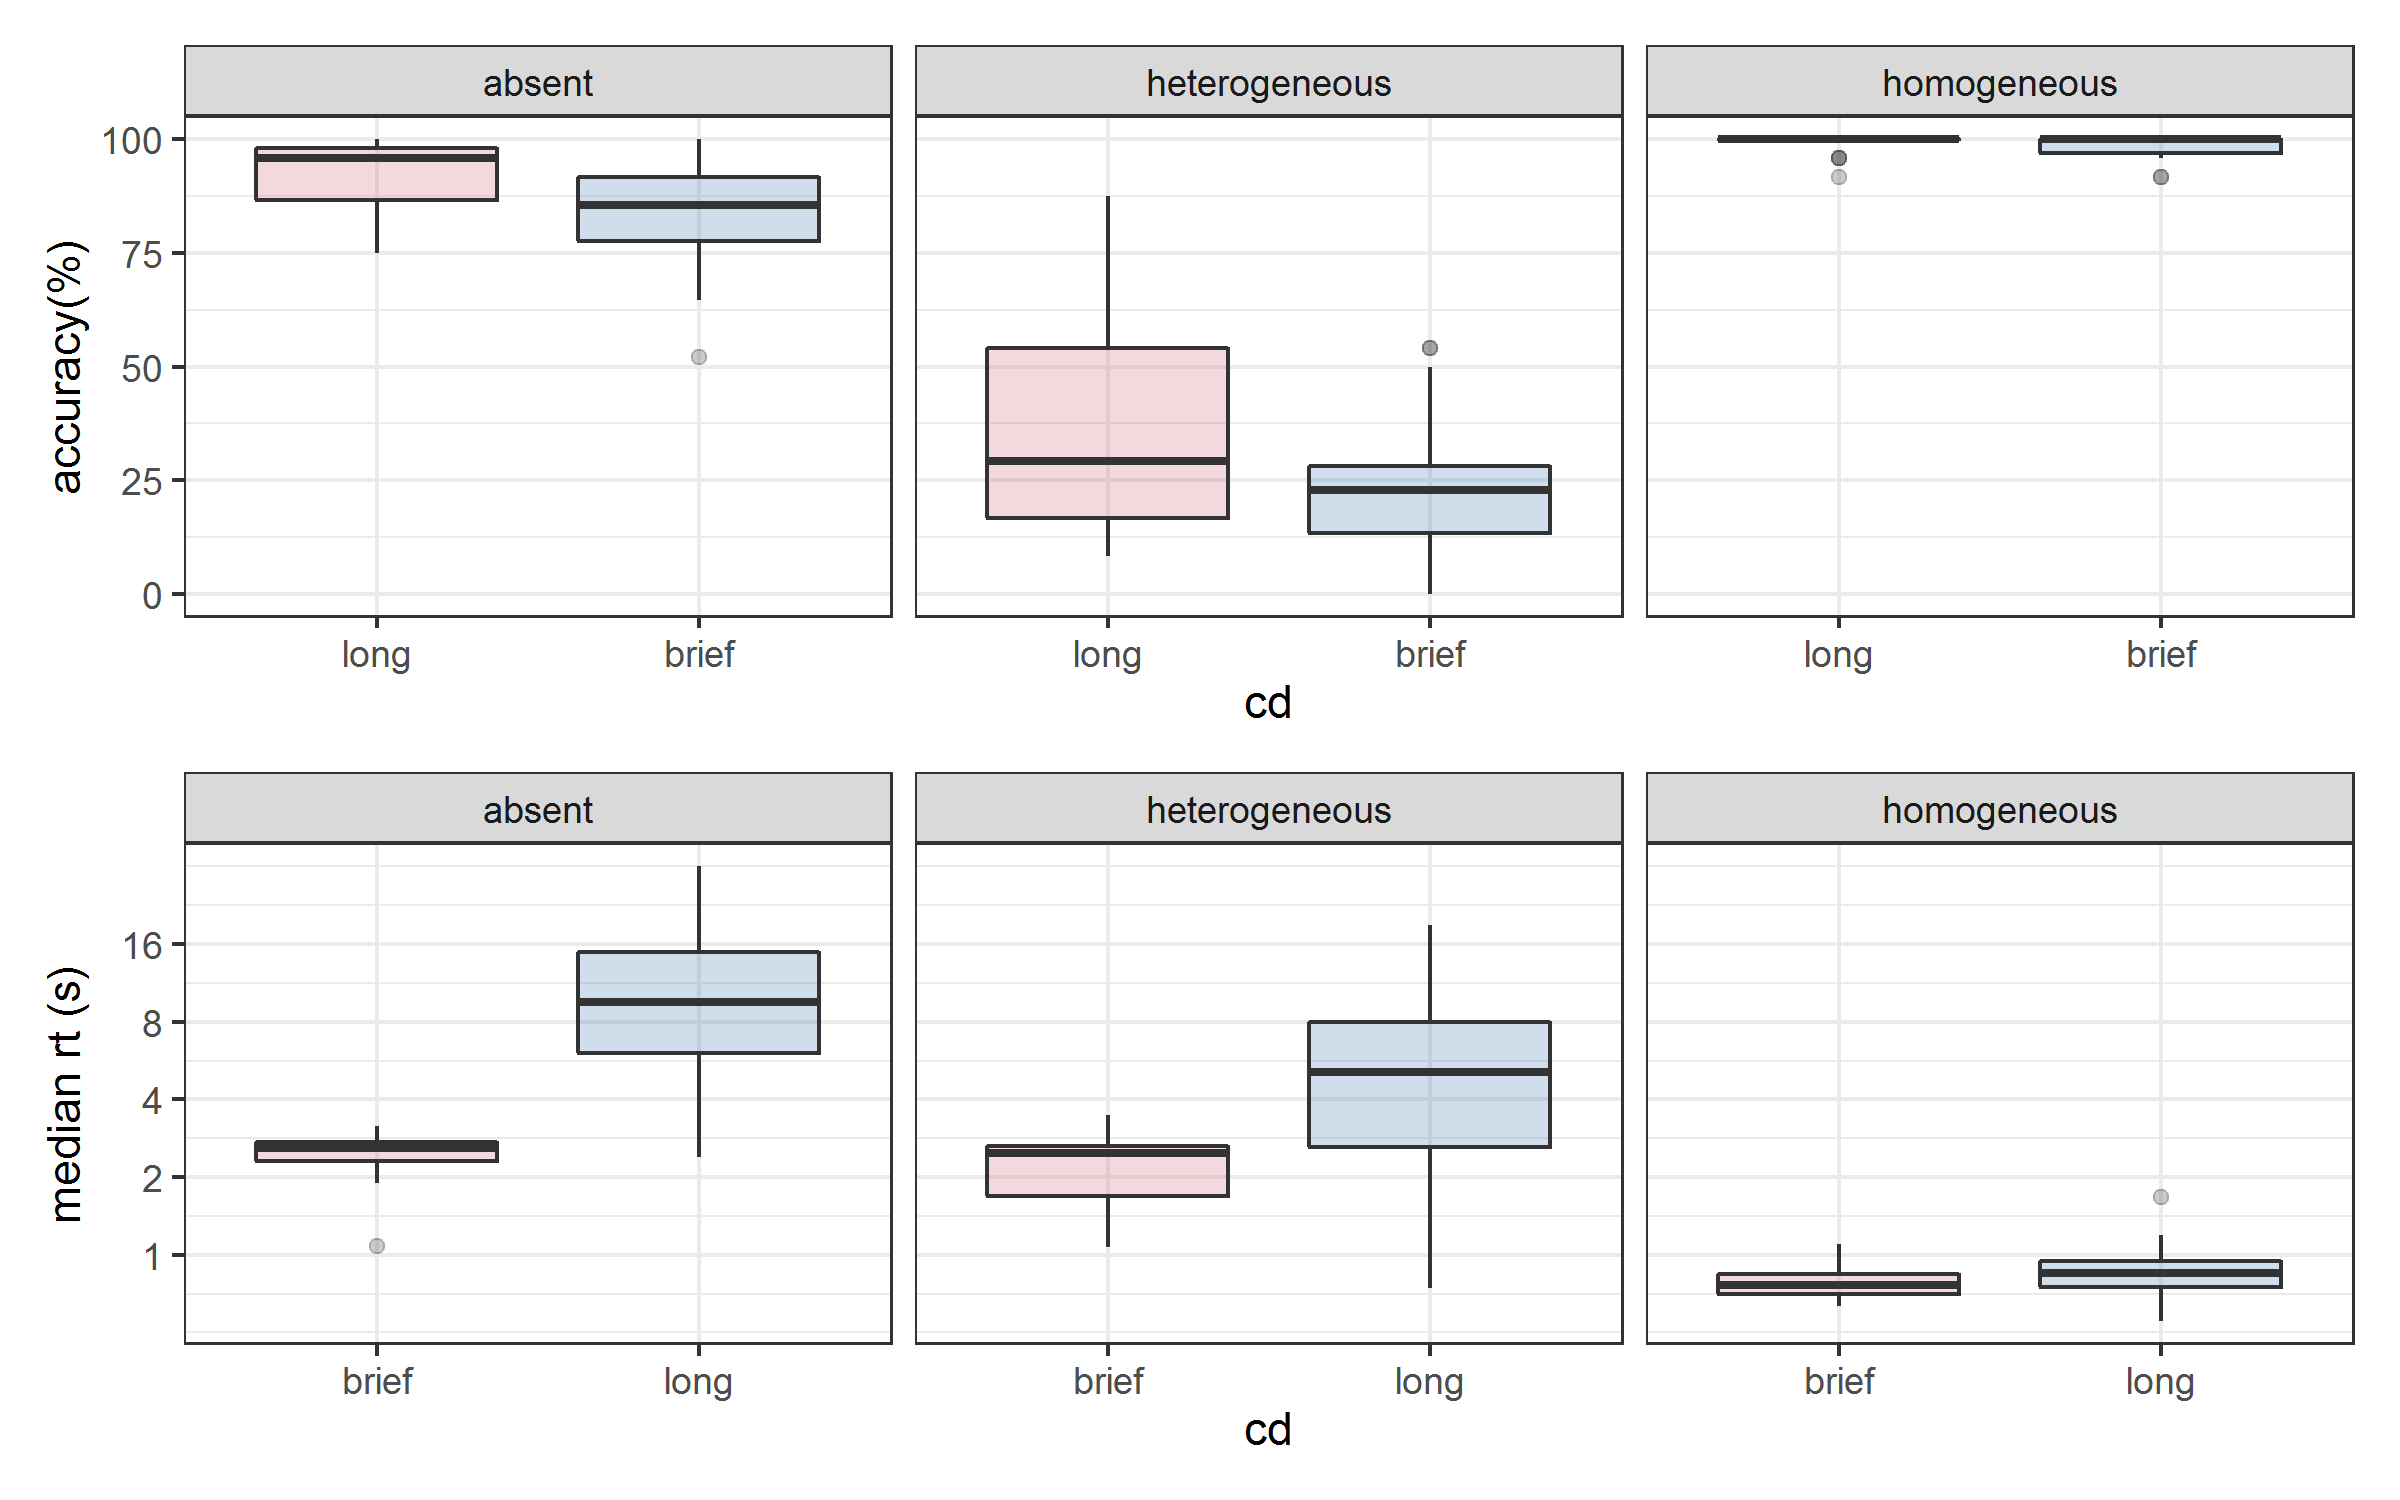 absent heterogeneous homogeneous
100
75
50
25
0
accuracy(%)
long brief long brief long brief
cd
absent heterogeneous homogeneous
16
8
4
2
1
median rt (s)
brief long brief long brief long
cd